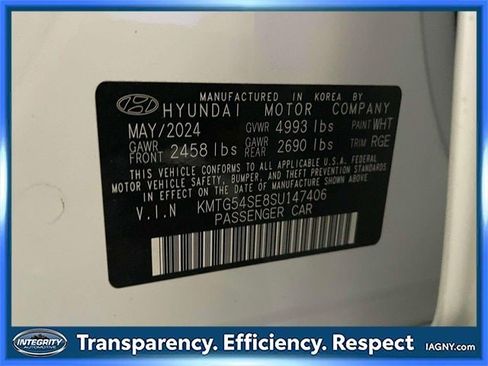 MANUFACTURED IN KOREA BY
HYUNDAI MOTOR COMPANY
MAY/2024 GVWR 4993 lbs PAINT WHT
GAWR FRONT 2458 lbs GAWR REAR 2690 lbs TRIM RGE
THIS VEHICLE CONFORMS TO ALL APPLICABLE U.S.A. FEDERAL
MOTOR VEHICLE SAFETY, BUMPER, AND THEFT PREVENTION
STANDARDS IN EFFECT ON THE DATE OF MANUFACTURE SHOWN ABOVE.
V.I.N KMTG54SE8SU147406
PASSENGER CAR
INTEGRITY
AUTOMOTIVE
Transparency. Efficiency. Respect
IAGNY.com